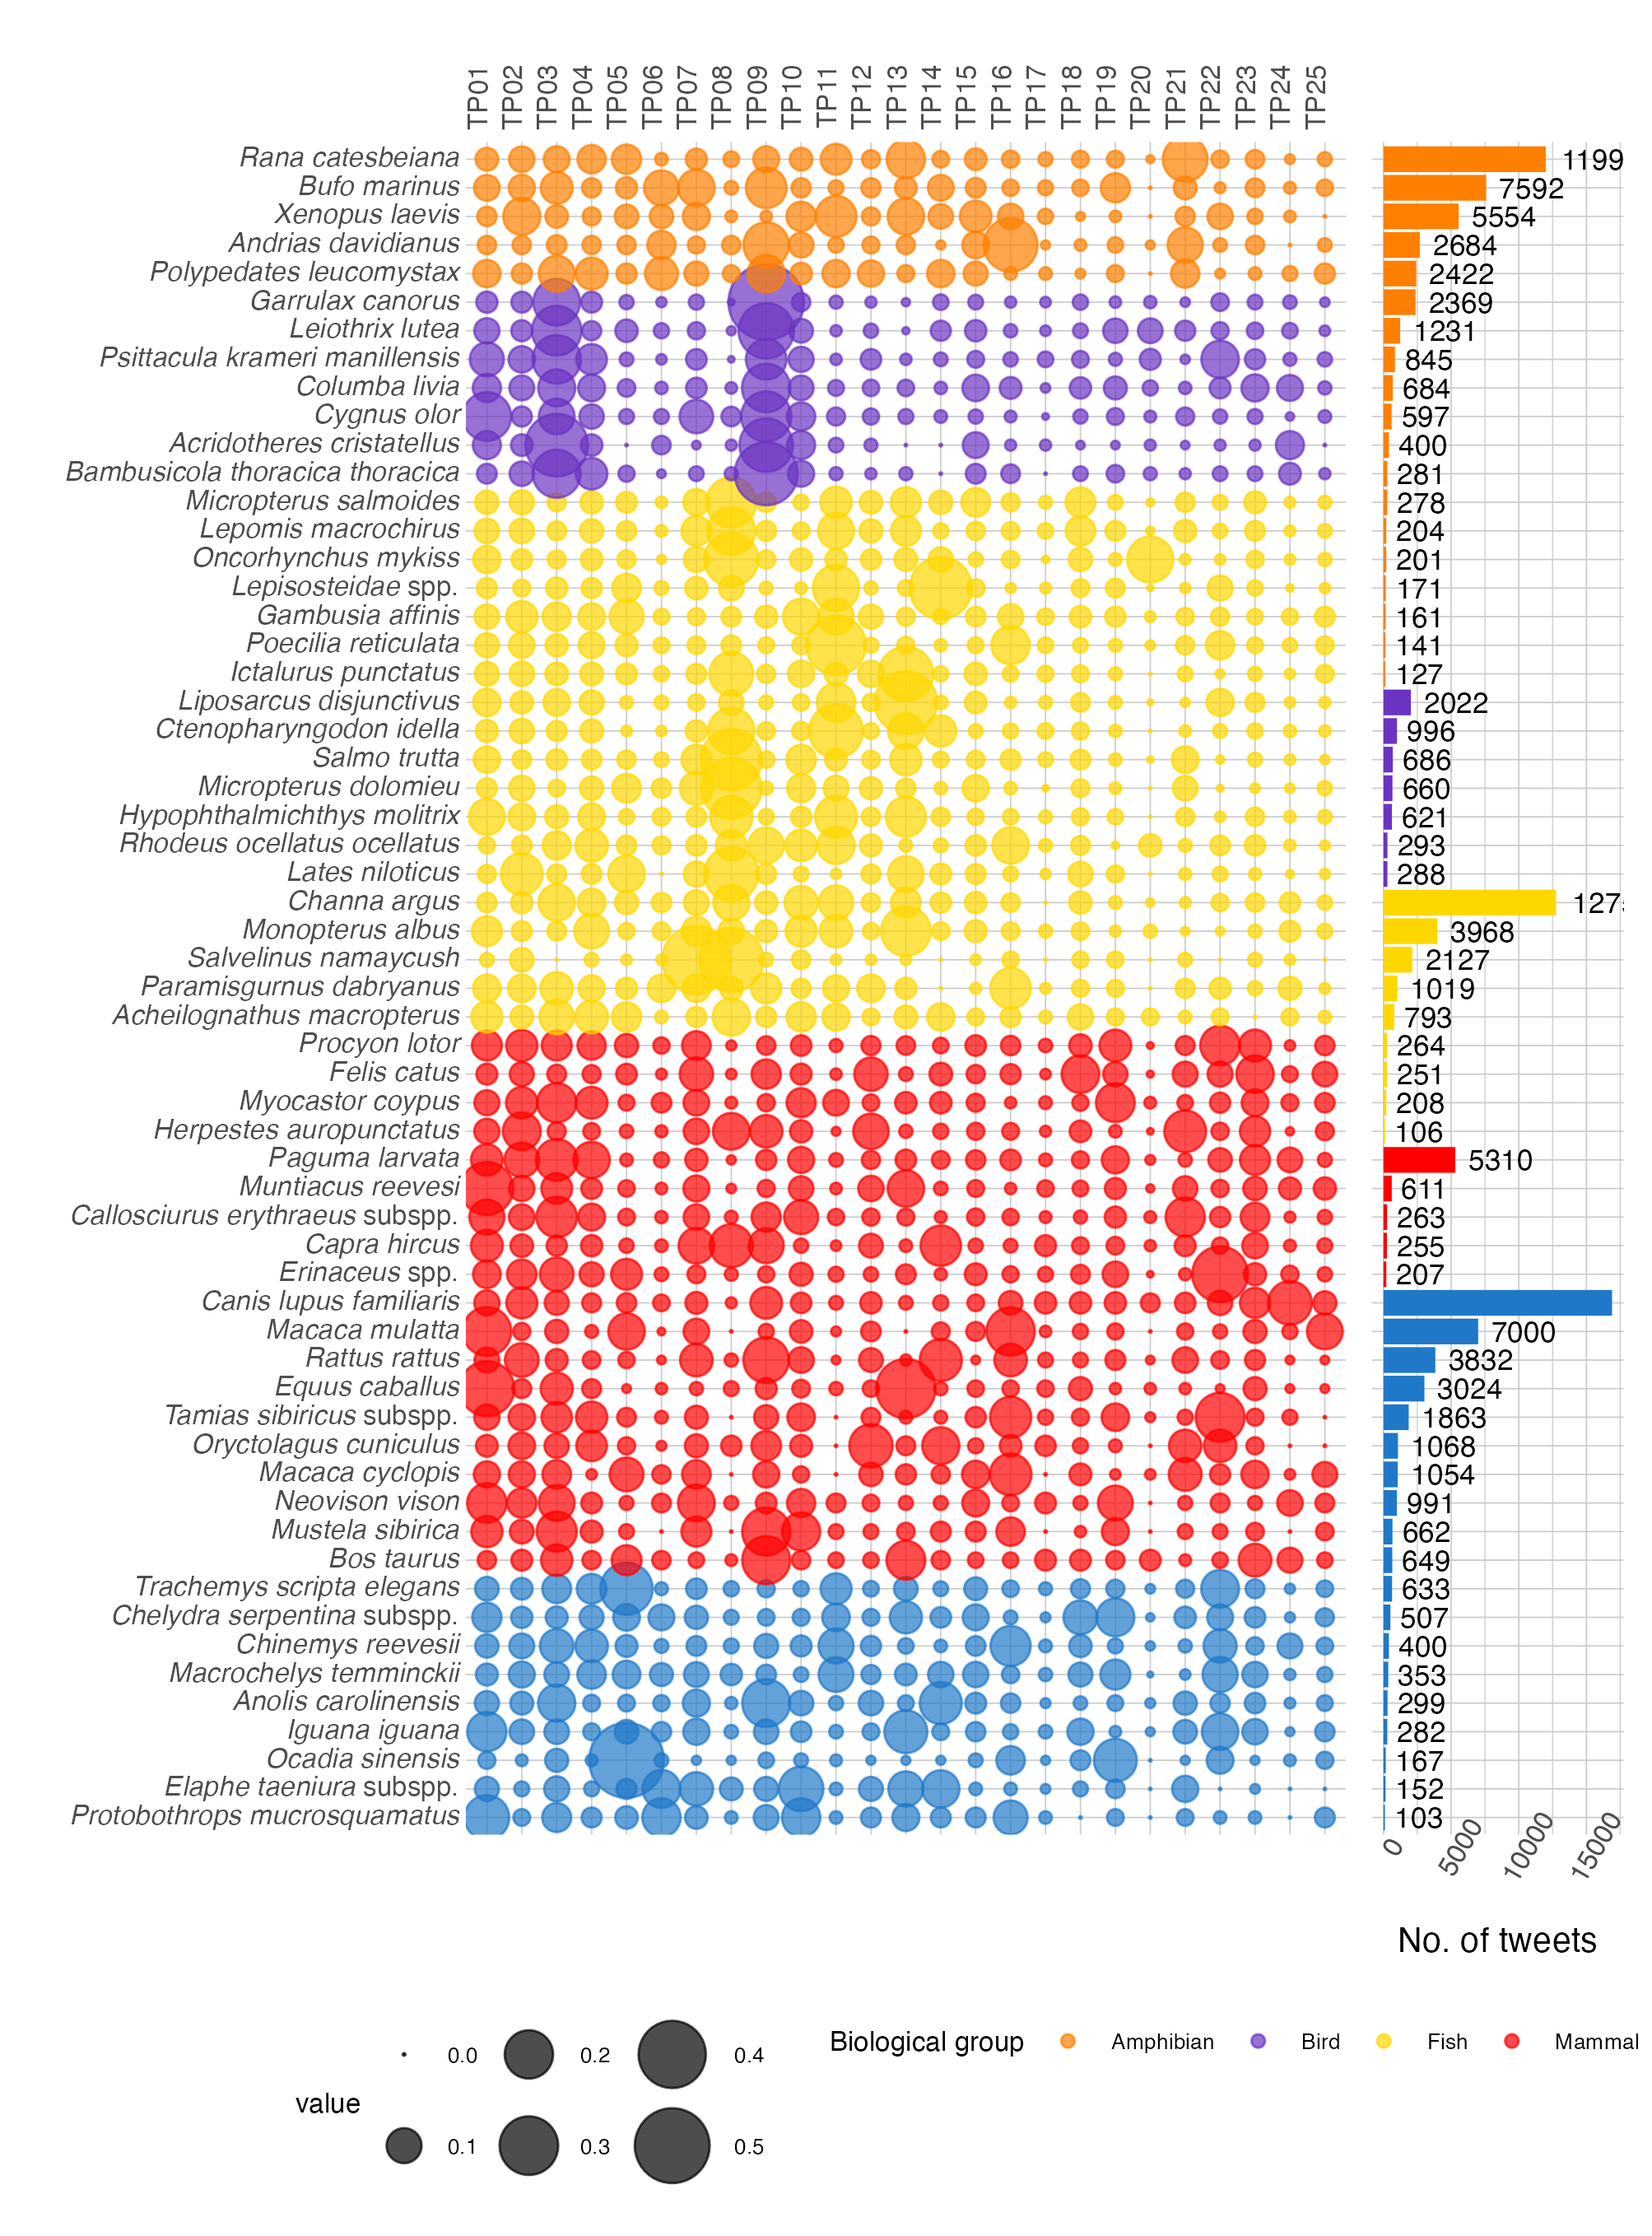 TP01 TP02 TP03 TP04 TP05 TP06 TP07 TP08 TP09 TP10 TP11 TP12 TP13 TP14 TP15 TP16 TP17 TP18 TP19 TP20 TP21 TP22 TP23 TP24 TP25
Rana catesbeiana 1199
Bufo marinus 7592
Xenopus laevis 5554
Andrias davidianus 2684
Polypedates leucomystax 2422
Garrulax canorus 2369
Leiothrix lutea 1231
Psittacula krameri manillensis 845
Columba livia 684
Cygnus olor 597
Acridotheres cristatellus 400
Bambusicola thoracica thoracica 281
Micropterus salmoides 278
Lepomis macrochirus 204
Oncorhynchus mykiss 201
Lepisosteidae spp. 171
Gambusia affinis 161
Poecilia reticulata 141
Ictalurus punctatus 127
Liposarcus disjunctivus 2022
Ctenopharyngodon idella 996
Salmo trutta 686
Micropterus dolomieu 660
Hypophthalmichthys molitrix 621
Rhodeus ocellatus ocellatus 293
Lates niloticus 288
Channa argus 127
Monopterus albus 3968
Salvelinus namaycush 2127
Paramisgurnus dabryanus 1019
Acheilognathus macropterus 793
Procyon lotor 264
Felis catus 251
Myocastor coypus 208
Herpestes auropunctatus 106
Paguma larvata 5310
Muntiacus reevesi 611
Callosciurus erythraeus subspp. 263
Capra hircus 255
Erinaceus spp. 207
Canis lupus familiaris
Macaca mulatta 7000
Rattus rattus 3832
Equus caballus 3024
Tamias sibiricus subspp. 1863
Oryctolagus cuniculus 1068
Macaca cyclopis 1054
Neovison vison 991
Mustela sibirica 662
Bos taurus 649
Trachemys scripta elegans 633
Chelydra serpentina subspp. 507
Chinemys reevesii 400
Macrochelys temminckii 353
Anolis carolinensis 299
Iguana iguana 282
Ocadia sinensis 167
Elaphe taeniura subspp. 152
Protobothrops mucrosquamatus 103
0 5000 10000 15000
No. of tweets
value
0.0 0.2 0.4
0.1 0.3 0.5
Biological group Amphibian Bird Fish Mammal